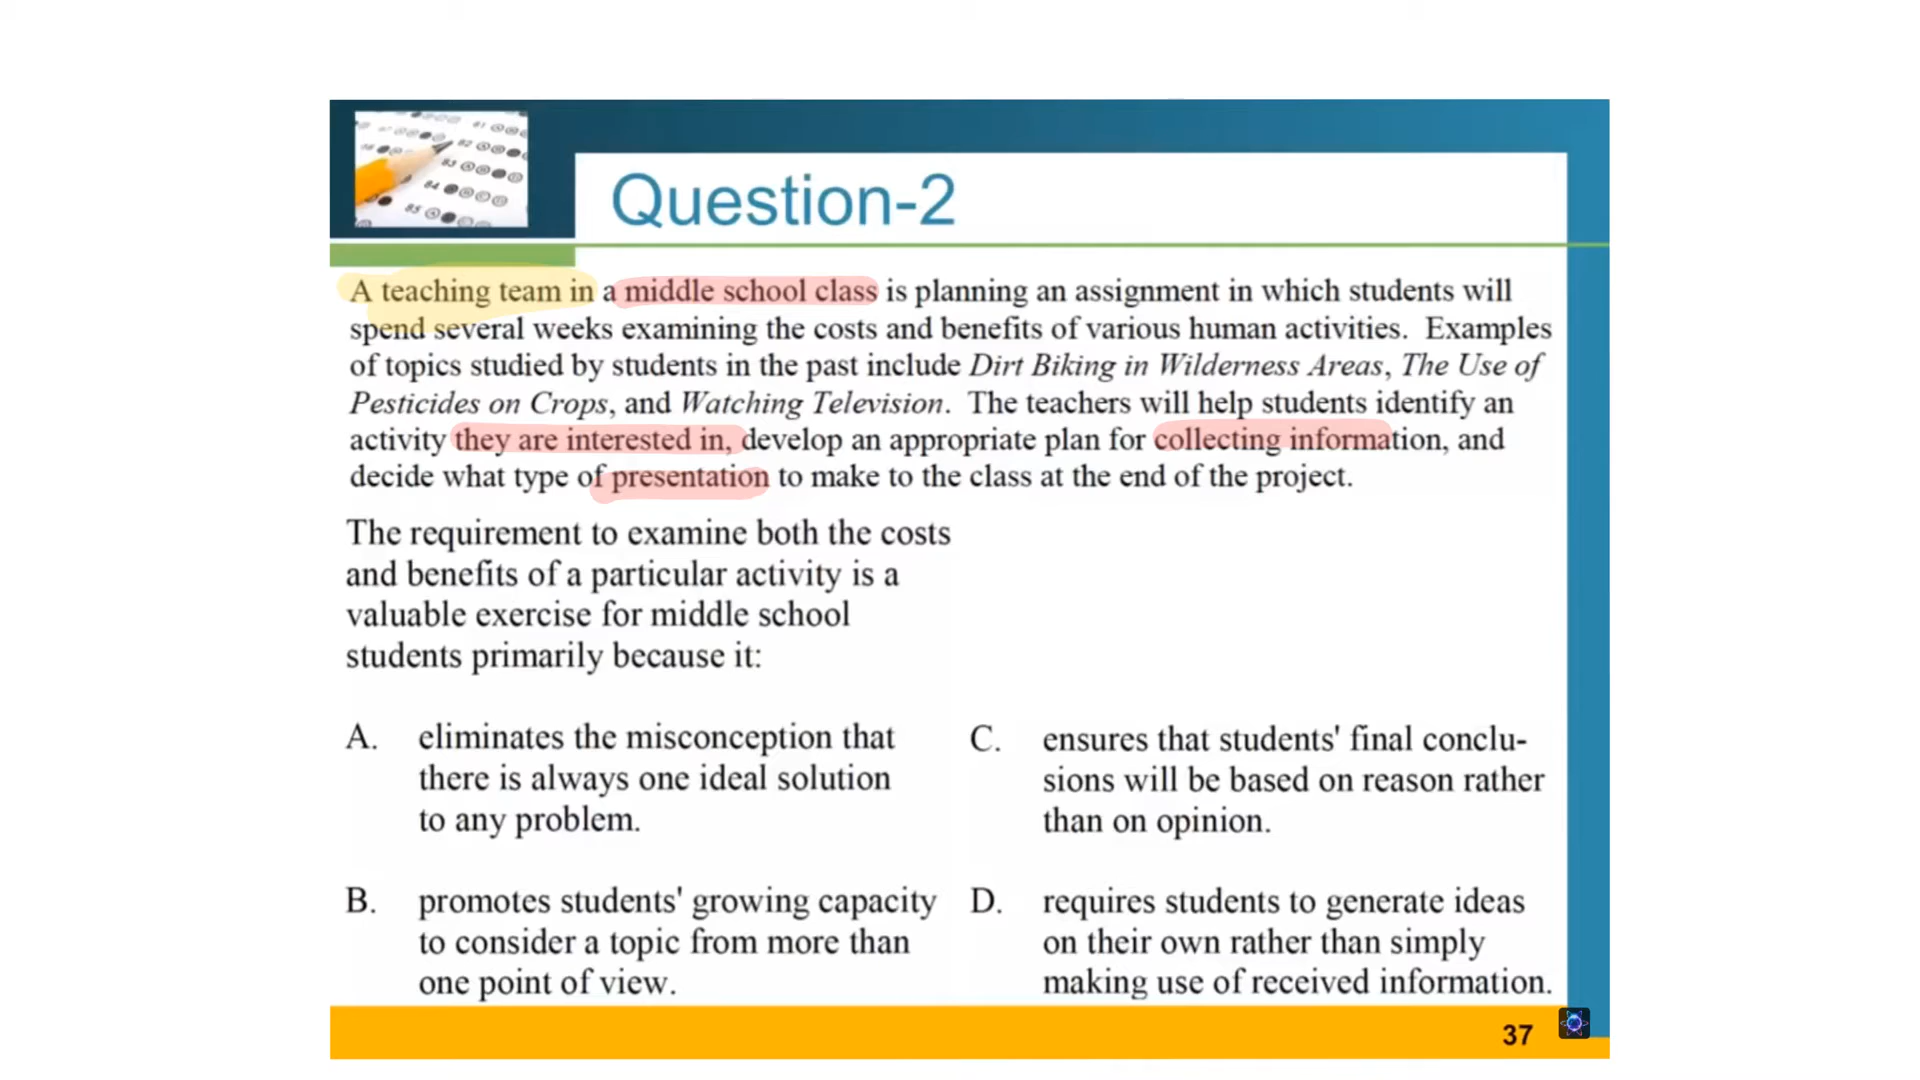 Question-2
A teaching team in a middle school class is planning an assignment in which students will
spend several weeks examining the costs and benefits of various human activities. Examples
of topics studied by students in the past include Dirt Biking in Wilderness Areas, The Use of
Pesticides on Crops, and Watching Television. The teachers will help students identify an
activity they are interested in, develop an appropriate plan for collecting information, and
decide what type of presentation to make to the class at the end of the project.
The requirement to examine both the costs
and benefits of a particular activity is a
valuable exercise for middle school
students primarily because it:
A. eliminates the misconception that
there is always one ideal solution
to any problem.
B. promotes students' growing capacity
to consider a topic from more than
one point of view.
C. ensures that students' final conclu-
sions will be based on reason rather
than on opinion.
D. requires students to generate ideas
on their own rather than simply
making use of received information.
37